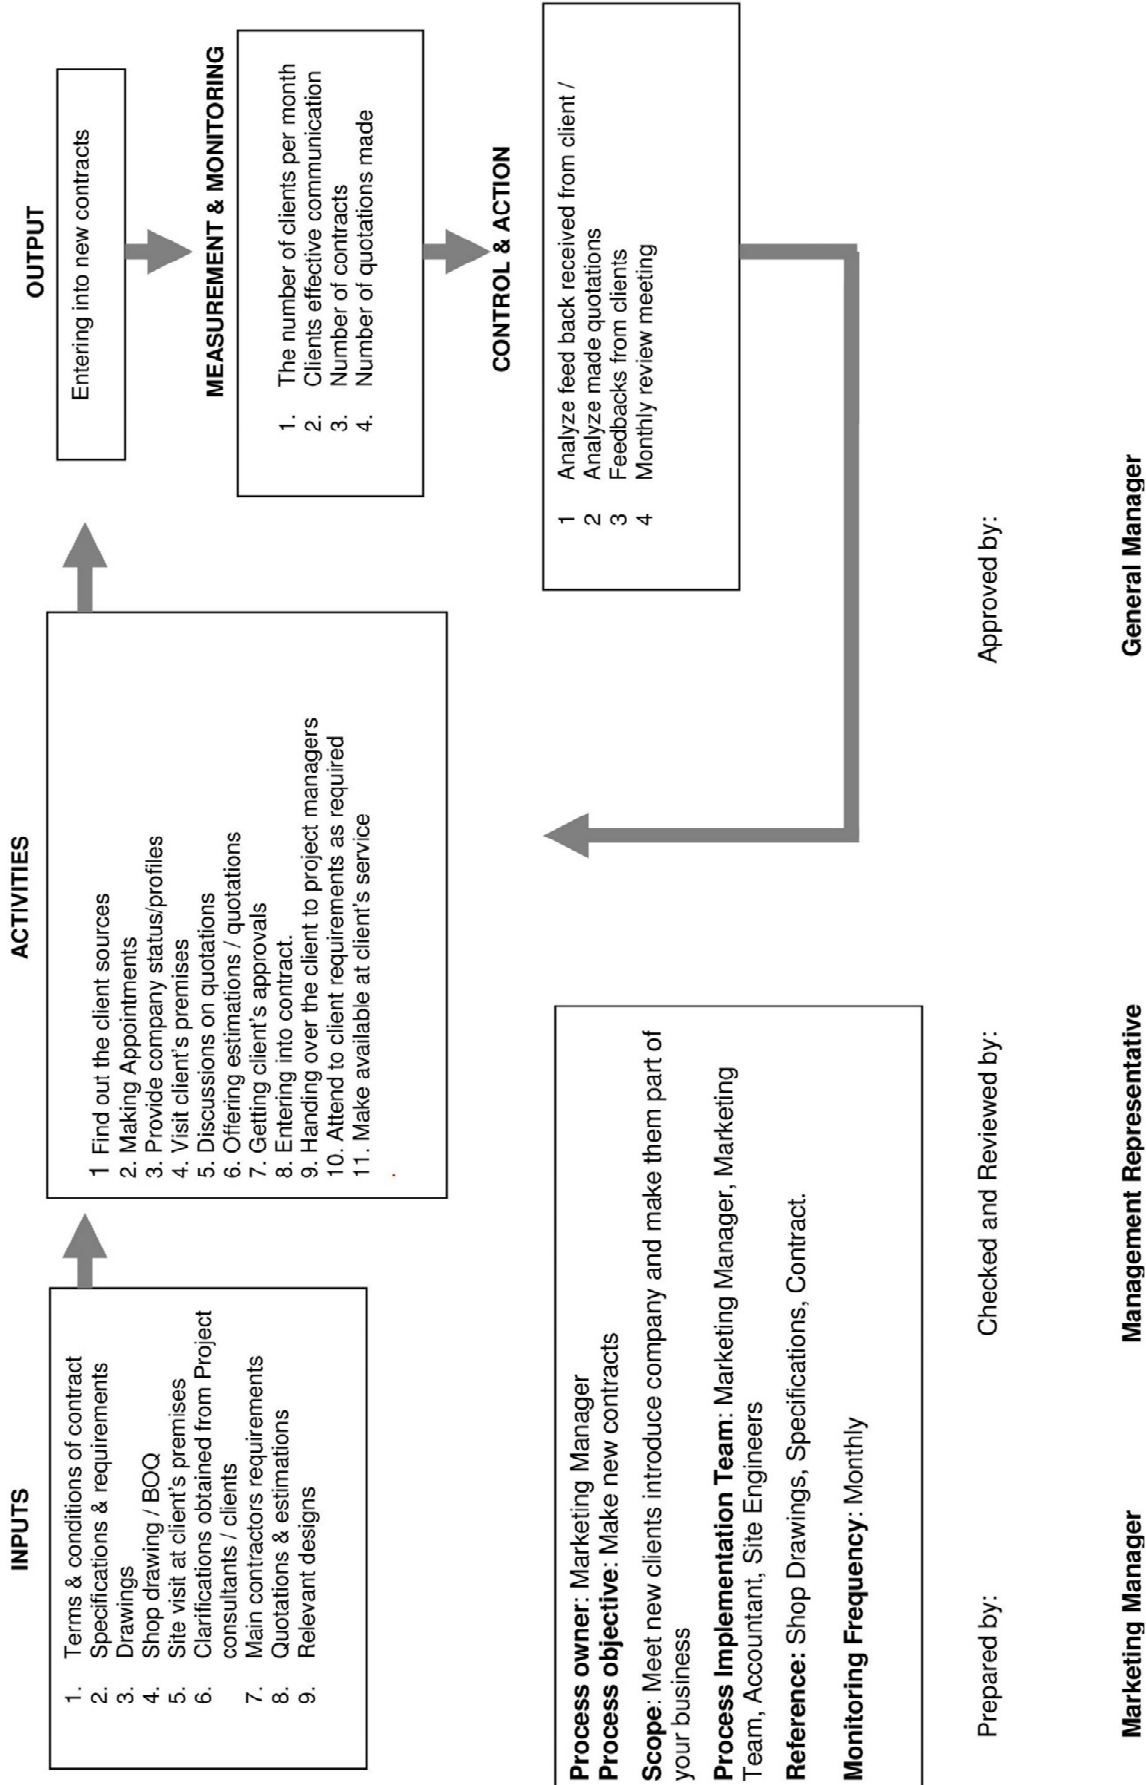 INPUTS
1. Terms & conditions of contract
2. Specifications & requirements
3. Drawings
4. Shop drawing / BOQ
5. Site visit at client's premises
6. Clarifications obtained from Project
consultants / clients
7. Main contractors requirements
8. Quotations & estimations
9. Relevant designs
ACTIVITIES
1 Find out the client sources
2. Making Appointments
3. Provide company status/profiles
4. Visit client's premises
5. Discussions on quotations
6. Offering estimations / quotations
7. Getting client's approvals
8. Entering into contract.
9. Handing over the client to project managers
10. Attend to client requirements as required
11. Make available at client's service
.
OUTPUT
Entering into new contracts
MEASUREMENT & MONITORING
1. The number of clients per month
2. Clients effective communication
3. Number of contracts
4. Number of quotations made
CONTROL & ACTION
1 Analyze feed back received from client /
2 Analyze made quotations
3 Feedbacks from clients
4 Monthly review meeting
Process owner: Marketing Manager
Process objective: Make new contracts
Scope: Meet new clients introduce company and make them part of
your business
Process Implementation Team: Marketing Manager, Marketing
Team, Accountant, Site Engineers
Reference: Shop Drawings, Specifications, Contract.
Monitoring Frequency: Monthly
Prepared by:
Checked and Reviewed by:
Approved by:
Marketing Manager
Management Representative
General Manager